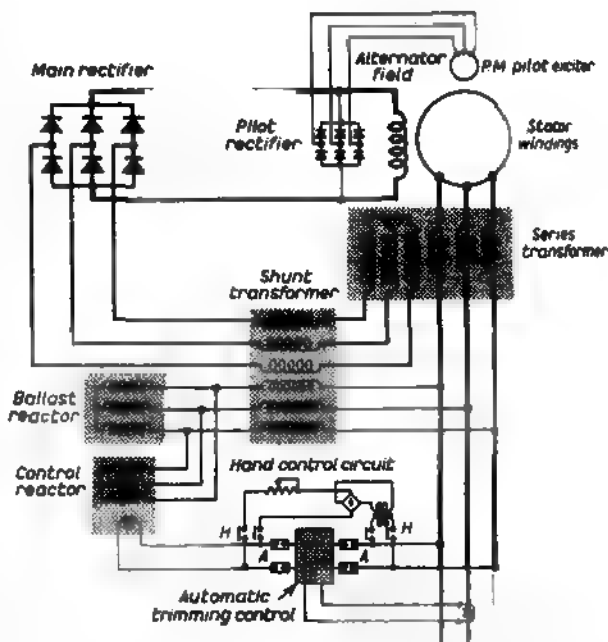 Main rectifier
Alternator
field
P.M. pilot exciter
Pilot
rectifier
Stator
windings
Series
transformer
Shunt
transformer
Ballast
reactor
Control
reactor
Hand control circuit
H
H
A
A
Automatic
trimming control